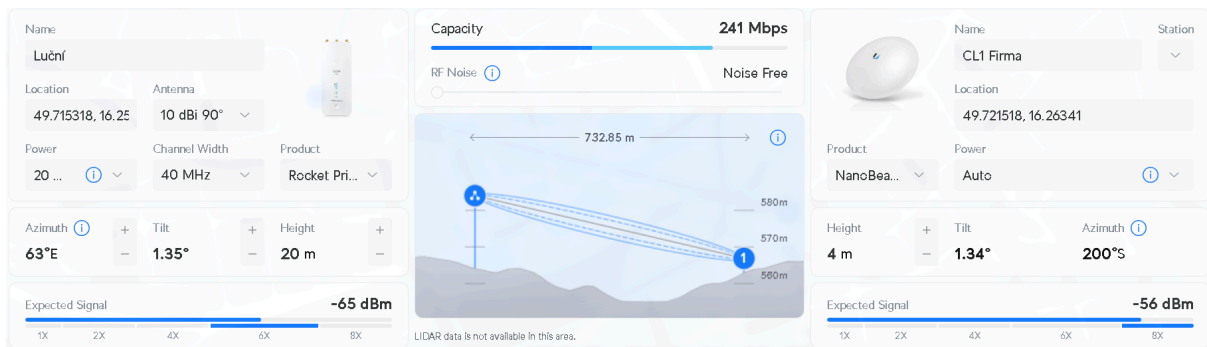 Name
Luční
Location
Antenna
49.715318, 16.25
10 dBi 90°
Power
Channel Width
Product
20 ...
40 MHz
Rocket Pri...
Azimuth
Tilt
Height
63°E
1.35°
20 m
Expected Signal
-65 dBm
1X 2X 4X 6X 8X
Capacity
241 Mbps
RF Noise
Noise Free
732.85 m
580m
570m
560m
1
LIDAR data is not available in this area.
Name
Station
CL1 Firma
Location
49.721518, 16.26341
Product
Power
NanoBea...
Auto
Height
Tilt
Azimuth
4 m
1.34°
200°S
Expected Signal
-56 dBm
1X 2X 4X 6X 8X